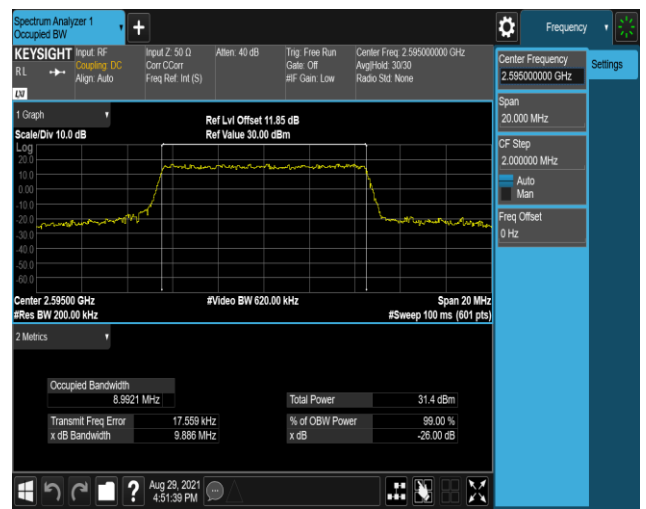 Spectrum Analyzer 1
Occupied BW
Frequency
KEYSIGHT
RL
LXI
Input: RF
Coupling: DC
Align: Auto
Input Z: 50 Ω
Corr CCorr
Freq Ref: Int (S)
Atten: 40 dB
Trig: Free Run
Gate: Off
#IF Gain: Low
Center Freq: 2.595000000 GHz
Avg|Hold: 30/30
Radio Std: None
Center Frequency
2.595000000 GHz
Settings
Span
20.000 MHz
CF Step
2.000000 MHz
Auto
Man
Freq Offset
0 Hz
1 Graph
Scale/Div 10.0 dB
Ref Lvl Offset 11.85 dB
Ref Value 30.00 dBm
Log
20.0
10.0
0.00
-10.0
-20.0
-30.0
-40.0
-50.0
-60.0
Center 2.59500 GHz
#Video BW 620.00 kHz
Span 20 MHz
#Res BW 200.00 kHz
#Sweep 100 ms (601 pts)
2 Metrics
Occupied Bandwidth
8.9921 MHz
Total Power
31.4 dBm
Transmit Freq Error
17.559 kHz
% of OBW Power
99.00 %
x dB Bandwidth
9.886 MHz
x dB
-26.00 dB
Aug 29, 2021
4:51:39 PM